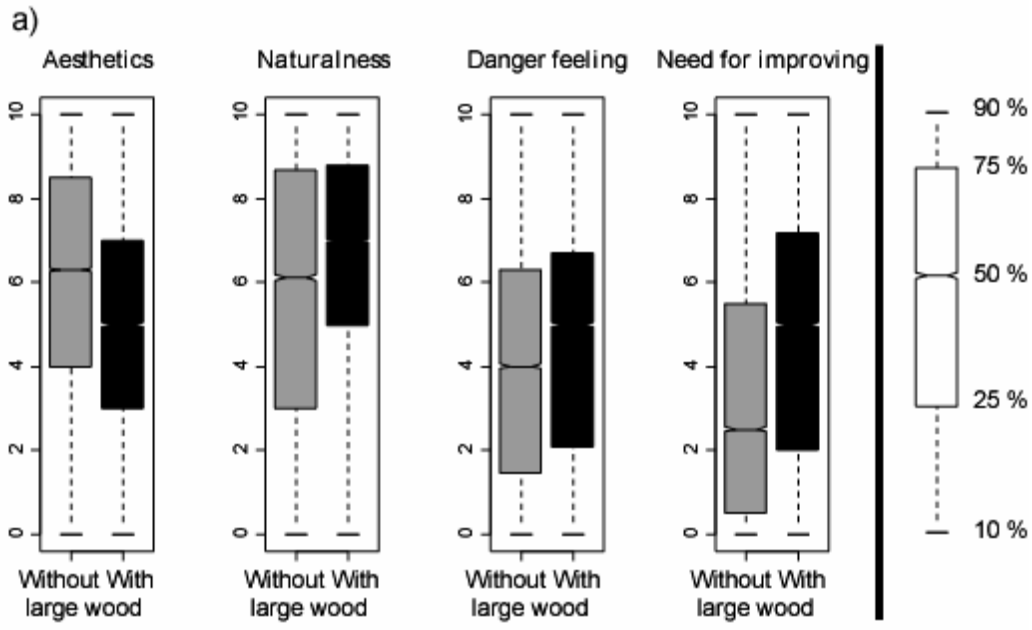 a)
Aesthetics
Naturalness
Danger feeling
Need for improving
10
8
6
4
2
0
10
8
6
4
2
0
10
8
6
4
2
0
10
8
6
4
2
0
90 %
75 %
50 %
25 %
10 %
Without With
large wood
Without With
large wood
Without With
large wood
Without With
large wood